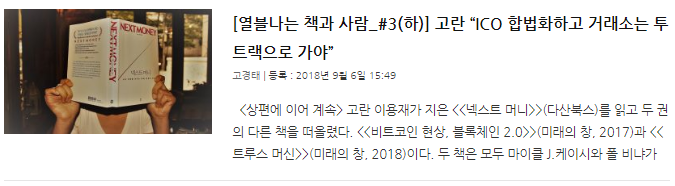 NEXT MONEY
NEXT MONEY
[열블나는 책과 사람_#3(하)] 고란 “ICO 합법화하고 거래소는 투
트랙으로 가야”
고경태 | 등록 : 2018년 9월 6일 15:49
<상편에 이어 계속> 고란 이용재가 지은 <<넥스트 머니>>(다산북스)를 읽고 두 권
의 다른 책을 떠올렸다. <<비트코인 현상, 블록체인 2.0>>(미래의 창, 2017)과 <<
트루스 머신>>(미래의 창, 2018)이다. 두 책은 모두 마이클 J.케이시와 폴 비냐가